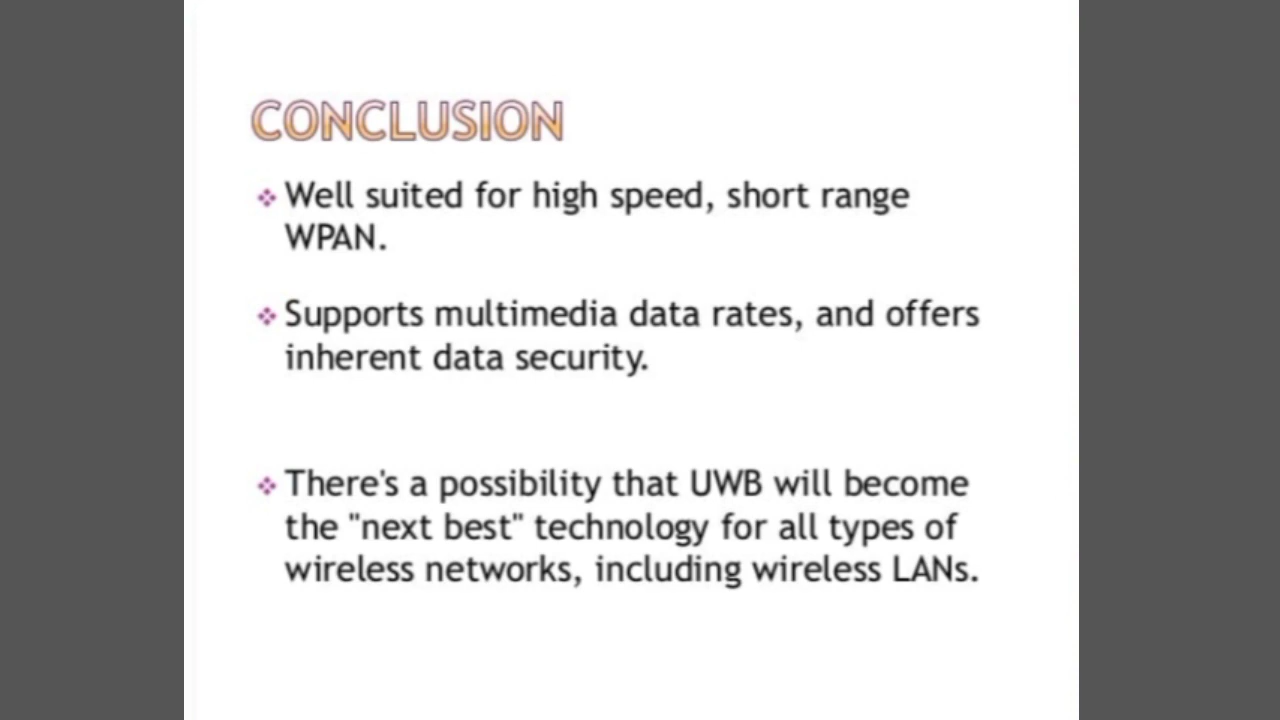 CONCLUSION
Well suited for high speed, short range
WPAN.
Supports multimedia data rates, and offers
inherent data security.
There's a possibility that UWB will become
the "next best" technology for all types of
wireless networks, including wireless LANs.